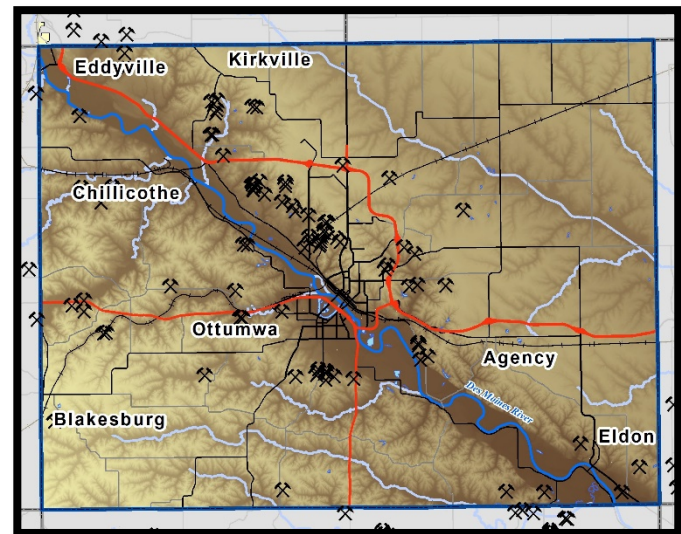 Kirkville
Eddyville
Chillicothe
Ottumwa
Agency
Des Moines River
Blakesburg
Eldon